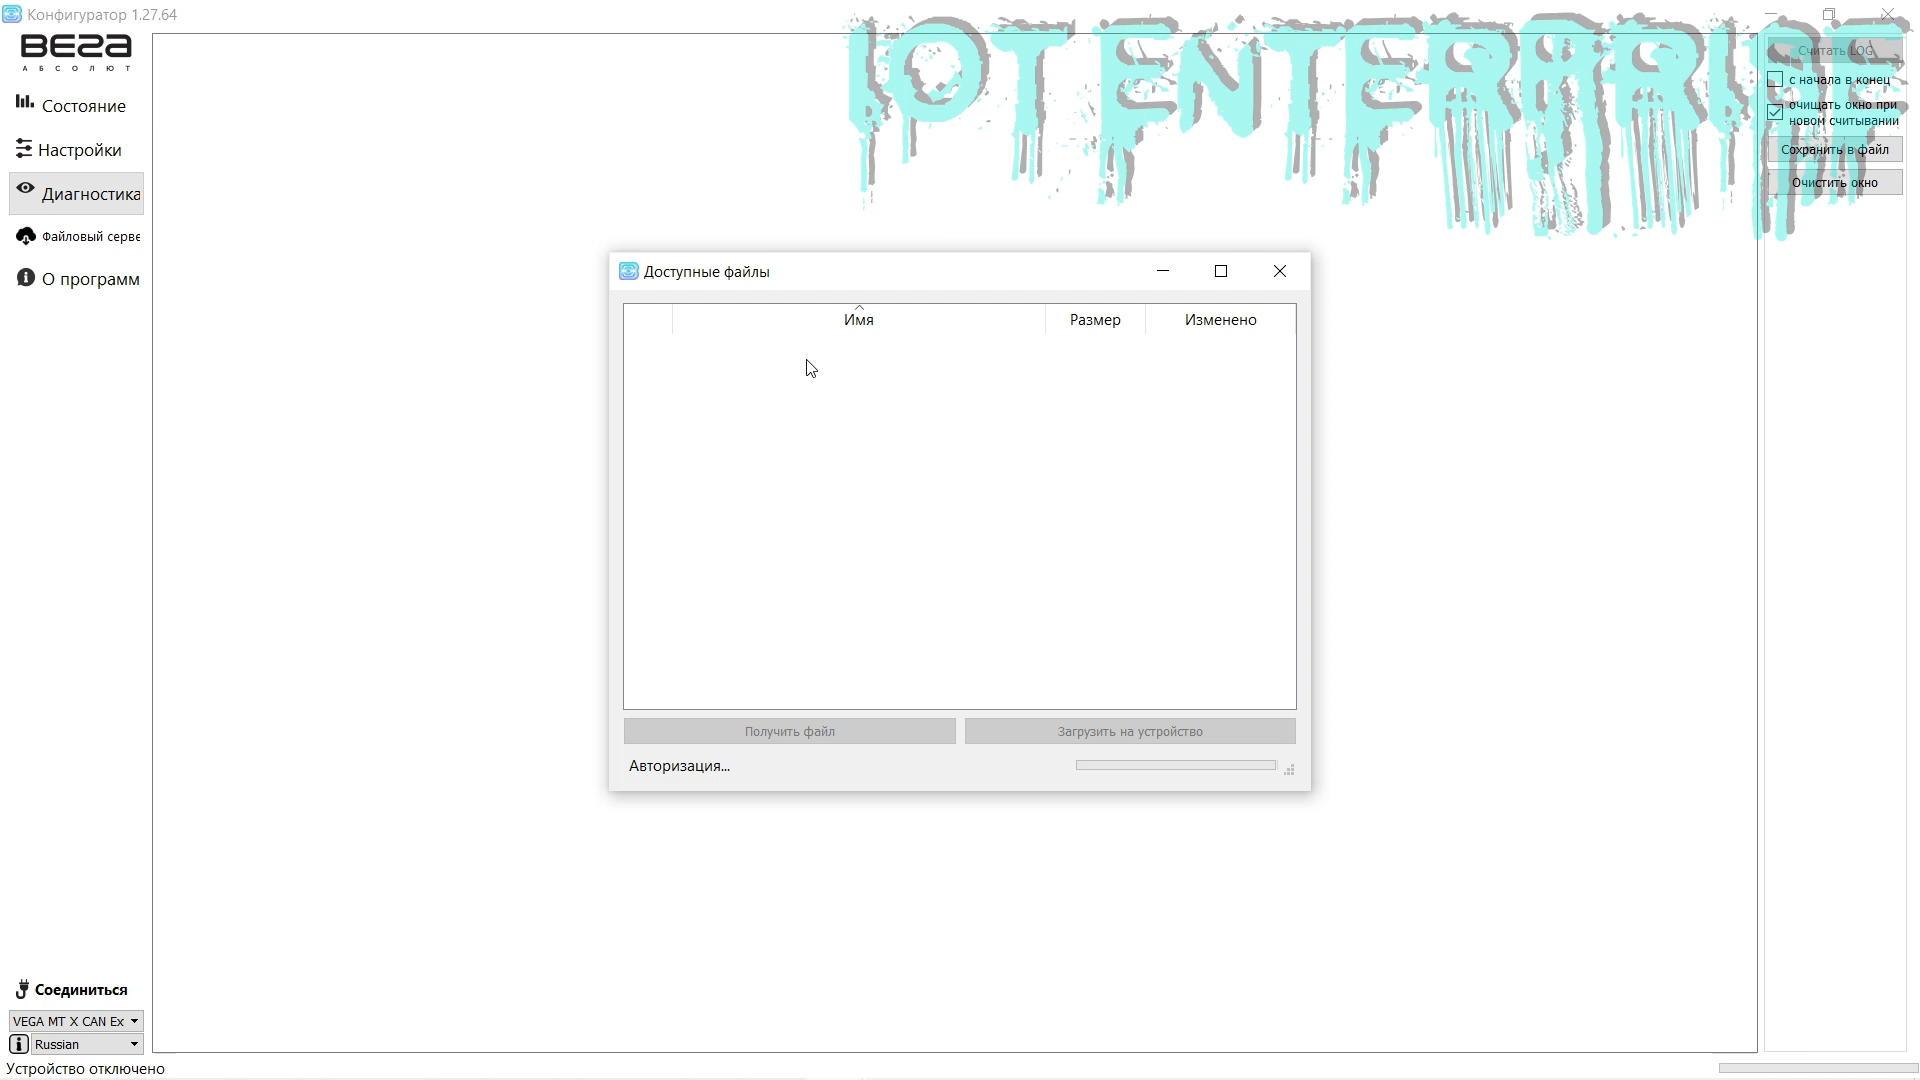 Конфигуратор 1.27.64
IOT ENTERPRISE
ВЕГА
АБСОЛЮТ
Состояние
Настройки
Диагностика
Файловый серве
О программ
Считать LOG
с начала в конец
очищать окно при
новом считывании
Сохранить в файл
Очистить окно
Доступные файлы
Имя
Размер
Изменено
Получить файл
Загрузить на устройство
Авторизация...
Соединиться
VEGA MT X CAN Ex
Russian
Устройство отключено